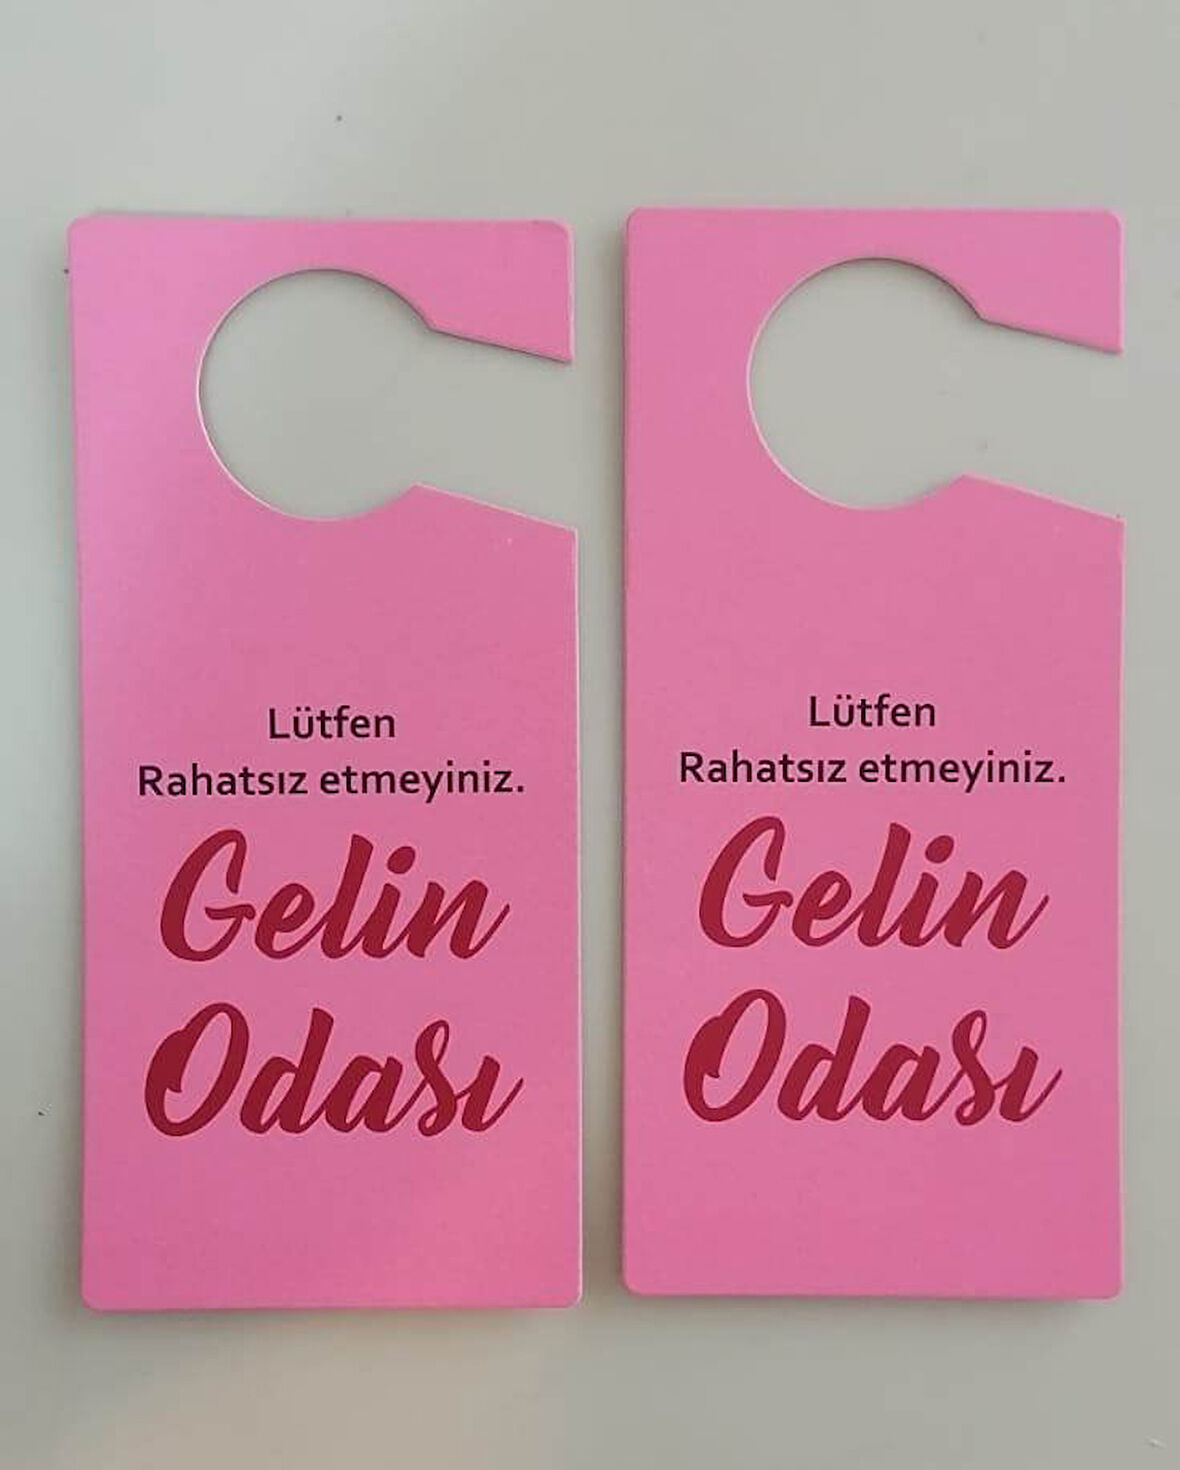 Lütfen
Rahatsız etmeyiniz.
Gelin
Odası
Lütfen
Rahatsız etmeyiniz.
Gelin
Odası